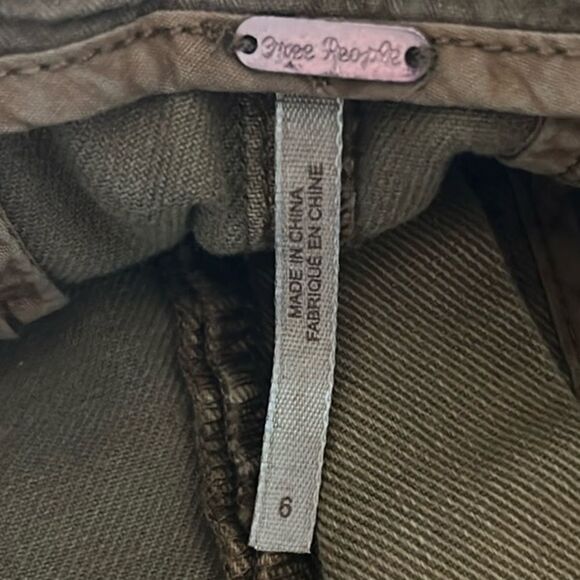 Free People
MADE IN CHINA
FABRIQUÉ EN CHINE
6